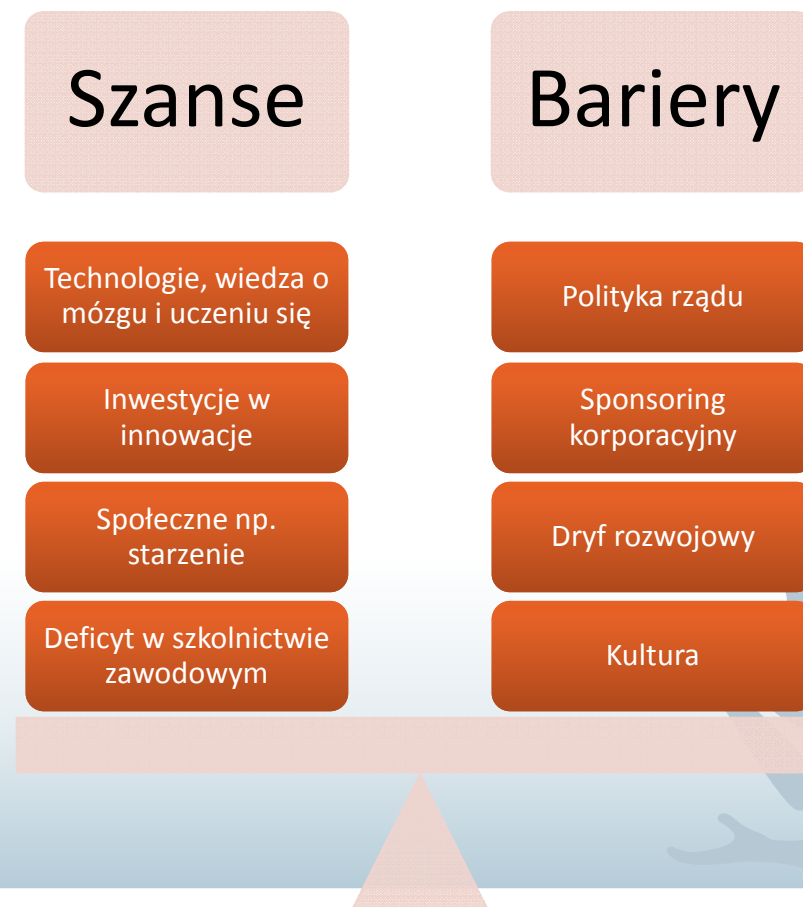 Szanse
Technologie, wiedza o
mózgu i uczeniu się
Inwestycje w
innowacje
Społeczne np.
starzenie
Deficyt w szkolnictwie
zawodowym
Bariery
Polityka rządu
Sponsoring
korporacyjny
Dryf rozwojowy
Kultura